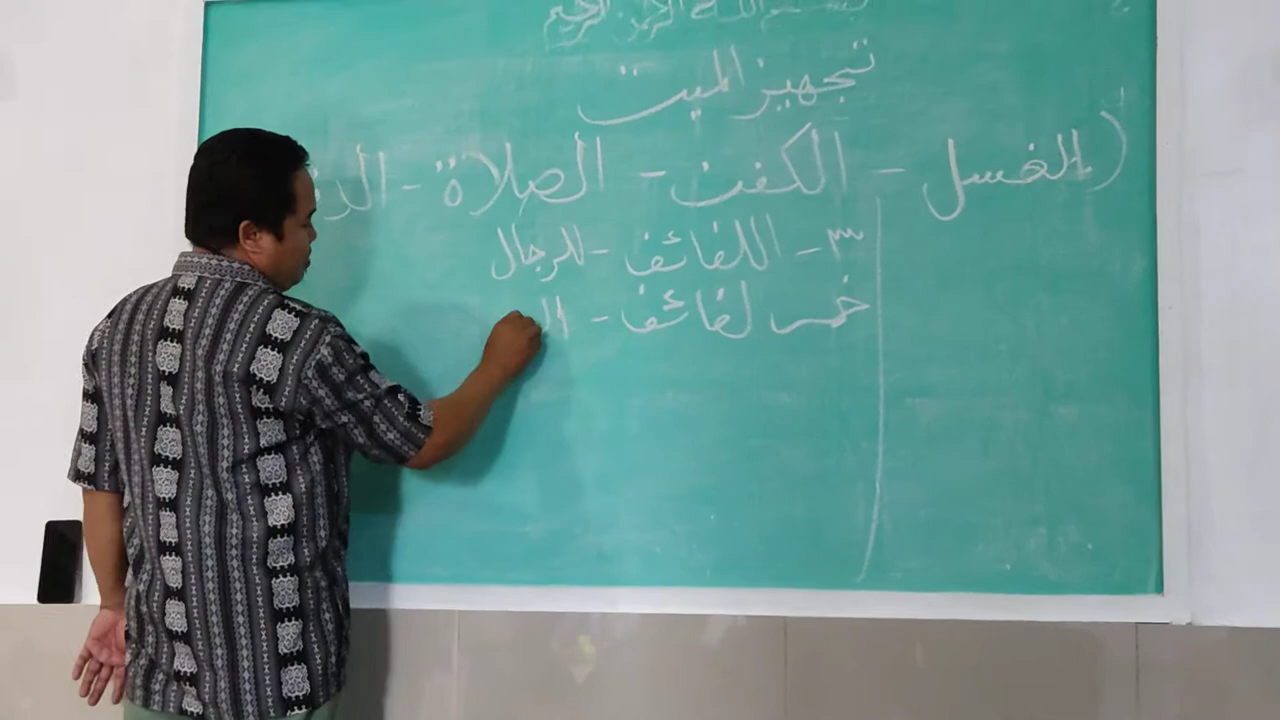 بسم الله الرحمن الرحيم
تجهيز الميت
(الغسل - الكفن - الصلاة -
٣ - اللفائف - للرجال
خمس لفائف -